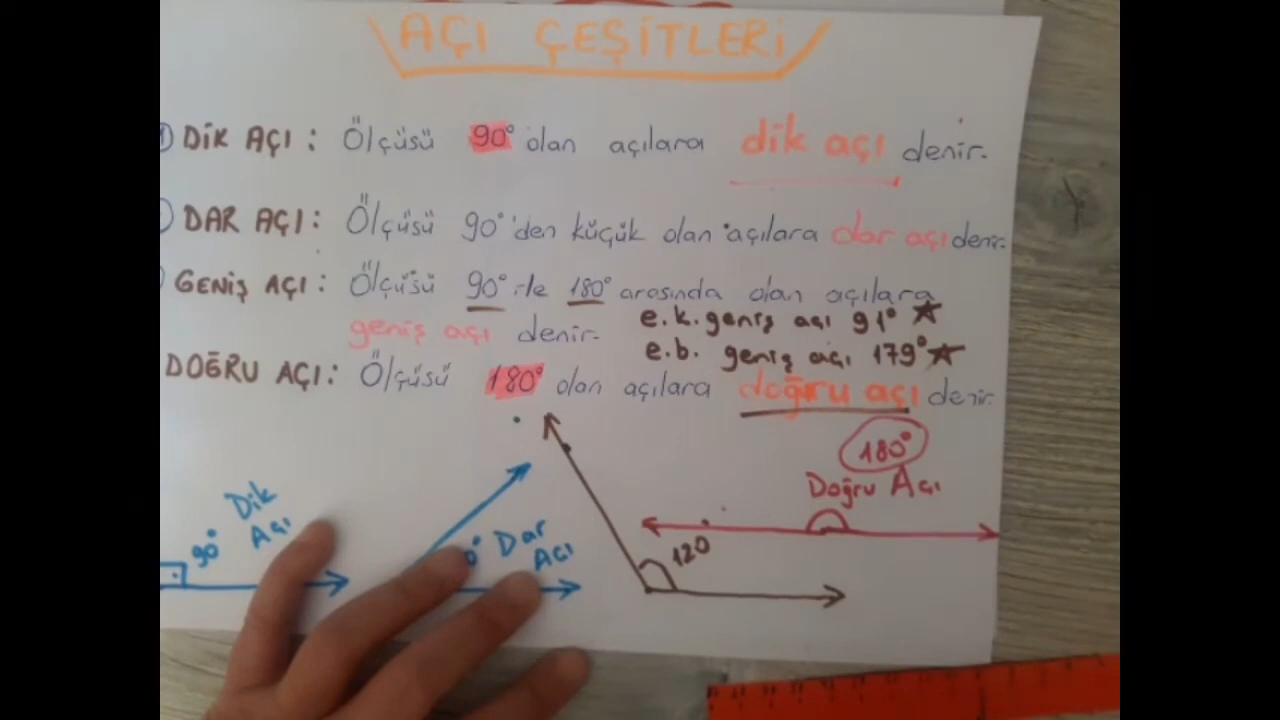 AÇI ÇEŞİTLERİ
DİK AÇI : Ölçüsü 90° olan açılara dik açı denir.
DAR AÇI : Ölçüsü 90°'den küçük olan açılara dar açı denir.
GENİŞ AÇI : Ölçüsü 90° ile 180° arasında olan açılara
geniş açı denir.
e.k. geniş açı 91°
e.b. geniş açı 179°
DOĞRU AÇI : Ölçüsü 180° olan açılara doğru açı denir.
90°
Dik
Açı
Dar
Açı
120
180°
Doğru Açı